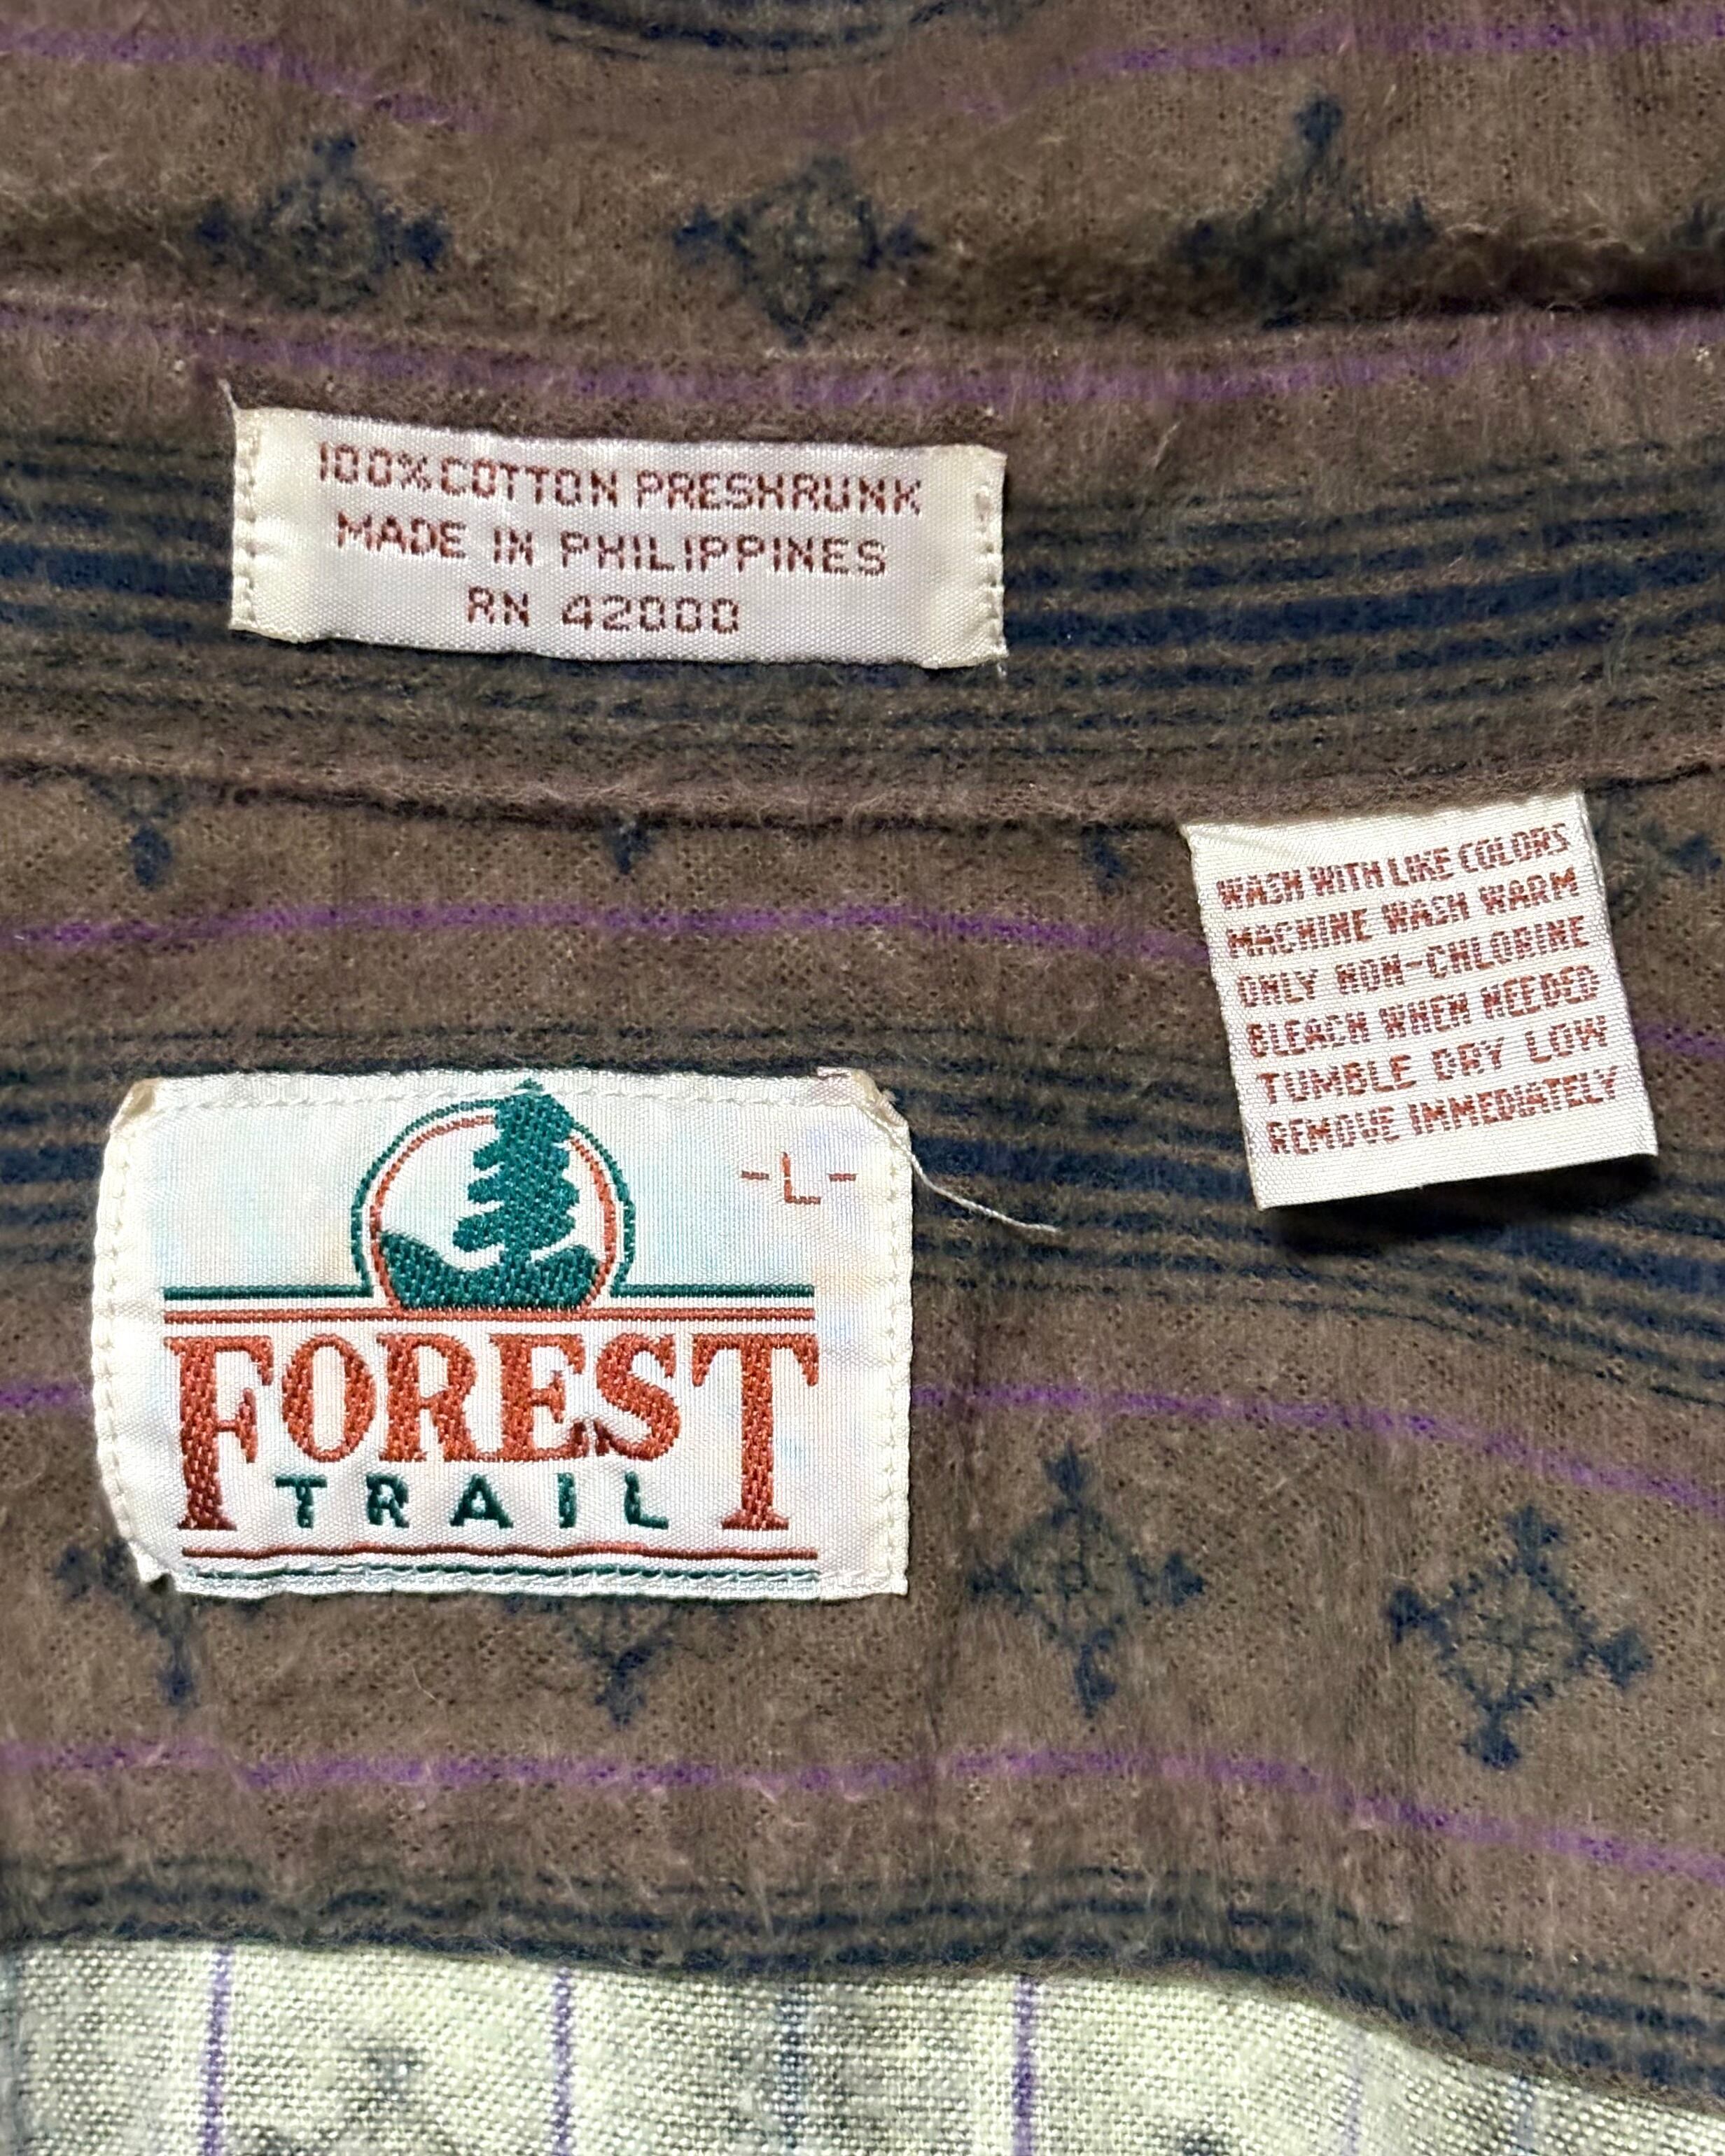 100% COTTON PRESHRUNK
MADE IN PHILIPPINES
RN 42000
WASH WITH LIKE COLORS
MACHINE WASH WARM
ONLY NON-CHLORINE
BLEACH WHEN NEEDED
TUMBLE DRY LOW
REMOVE IMMEDIATELY
-L-
FOREST
TRAIL